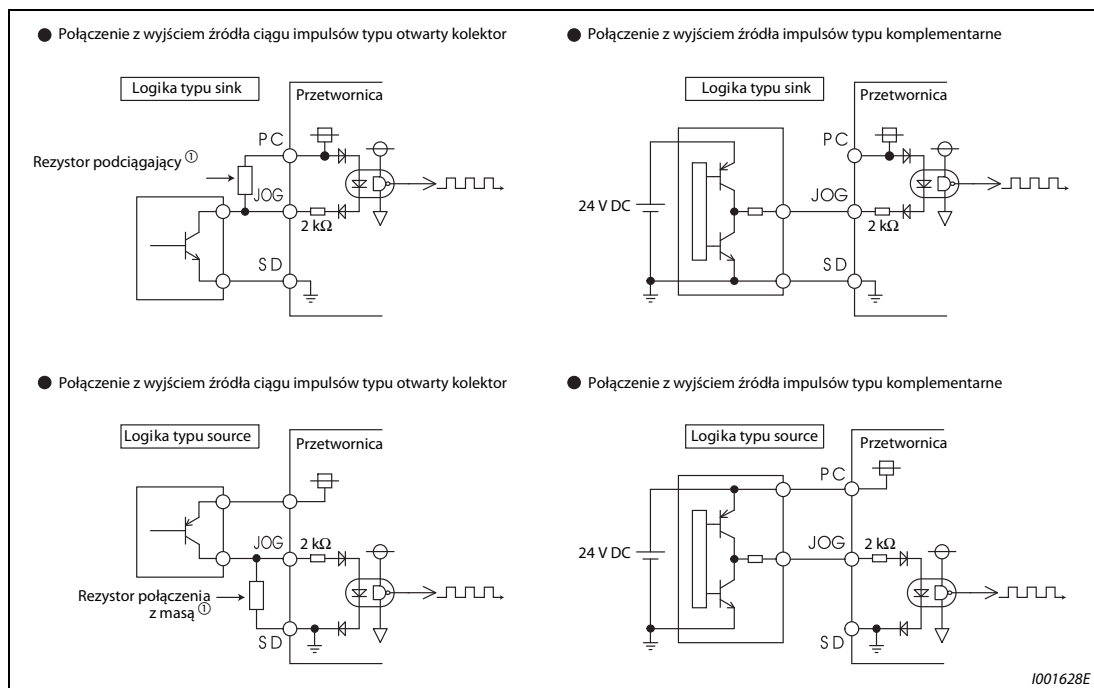 Połączenie z wyjściem źródła ciągu impulsów typu otwarty kolektor
Logika typu sink
Przetwornica
PC
Rezystor podciągający ①
JOG
2 kΩ
SD
Połączenie z wyjściem źródła impulsów typu komplementarne
Logika typu sink
Przetwornica
PC
24 V DC
JOG
2 kΩ
SD
Połączenie z wyjściem źródła ciągu impulsów typu otwarty kolektor
Logika typu source
Przetwornica
JOG
2 kΩ
Rezystor połączenia
z masą ①
SD
Połączenie z wyjściem źródła impulsów typu komplementarne
Logika typu source
Przetwornica
PC
24 V DC
JOG
2 kΩ
SD
I001628E